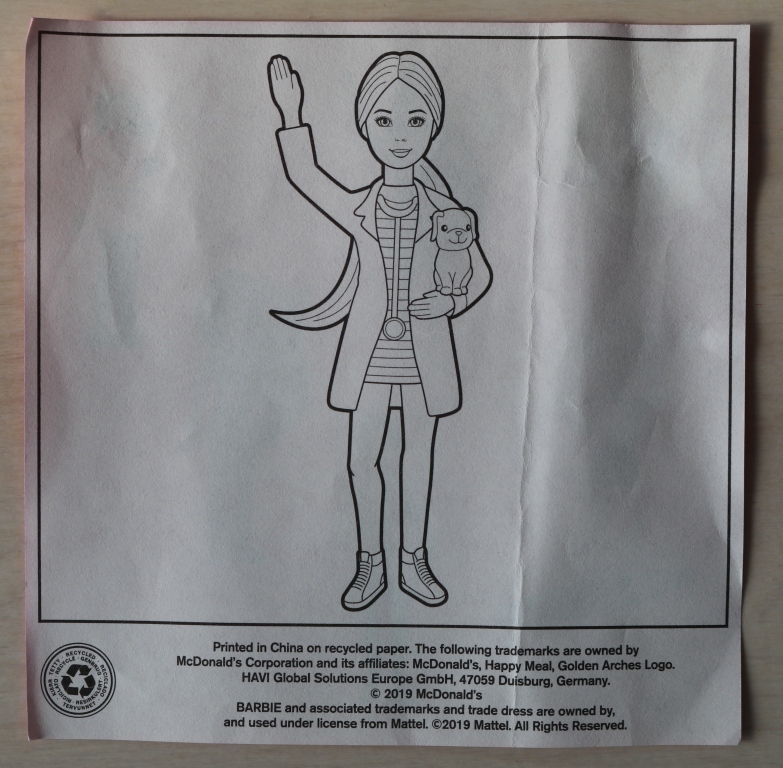 Printed in China on recycled paper. The following trademarks are owned by
McDonald's Corporation and its affiliates: McDonald's, Happy Meal, Golden Arches Logo.
HAVI Global Solutions Europe GmbH, 47059 Duisburg, Germany.
© 2019 McDonald's
BARBIE and associated trademarks and trade dress are owned by,
and used under license from Mattel. ©2019 Mattel. All Rights Reserved.
RECYCLED
RECYCLE